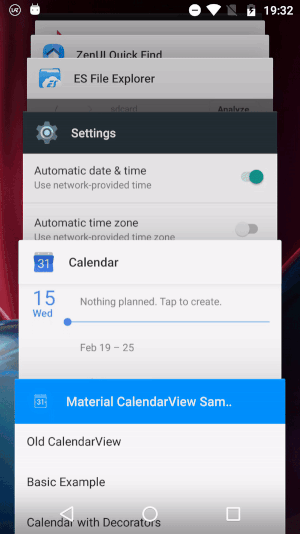 19:32
ZenUI Quick Find
ES File Explorer
/ > sdcard Analyze
Settings
Automatic date & time
Use network-provided time
Automatic time zone
Use network-provided time zone
31 Calendar
15 Nothing planned. Tap to create.
Wed
Feb 19 – 25
31 Material CalendarView Sam..
Old CalendarView
Basic Example
Calendar with Decorators